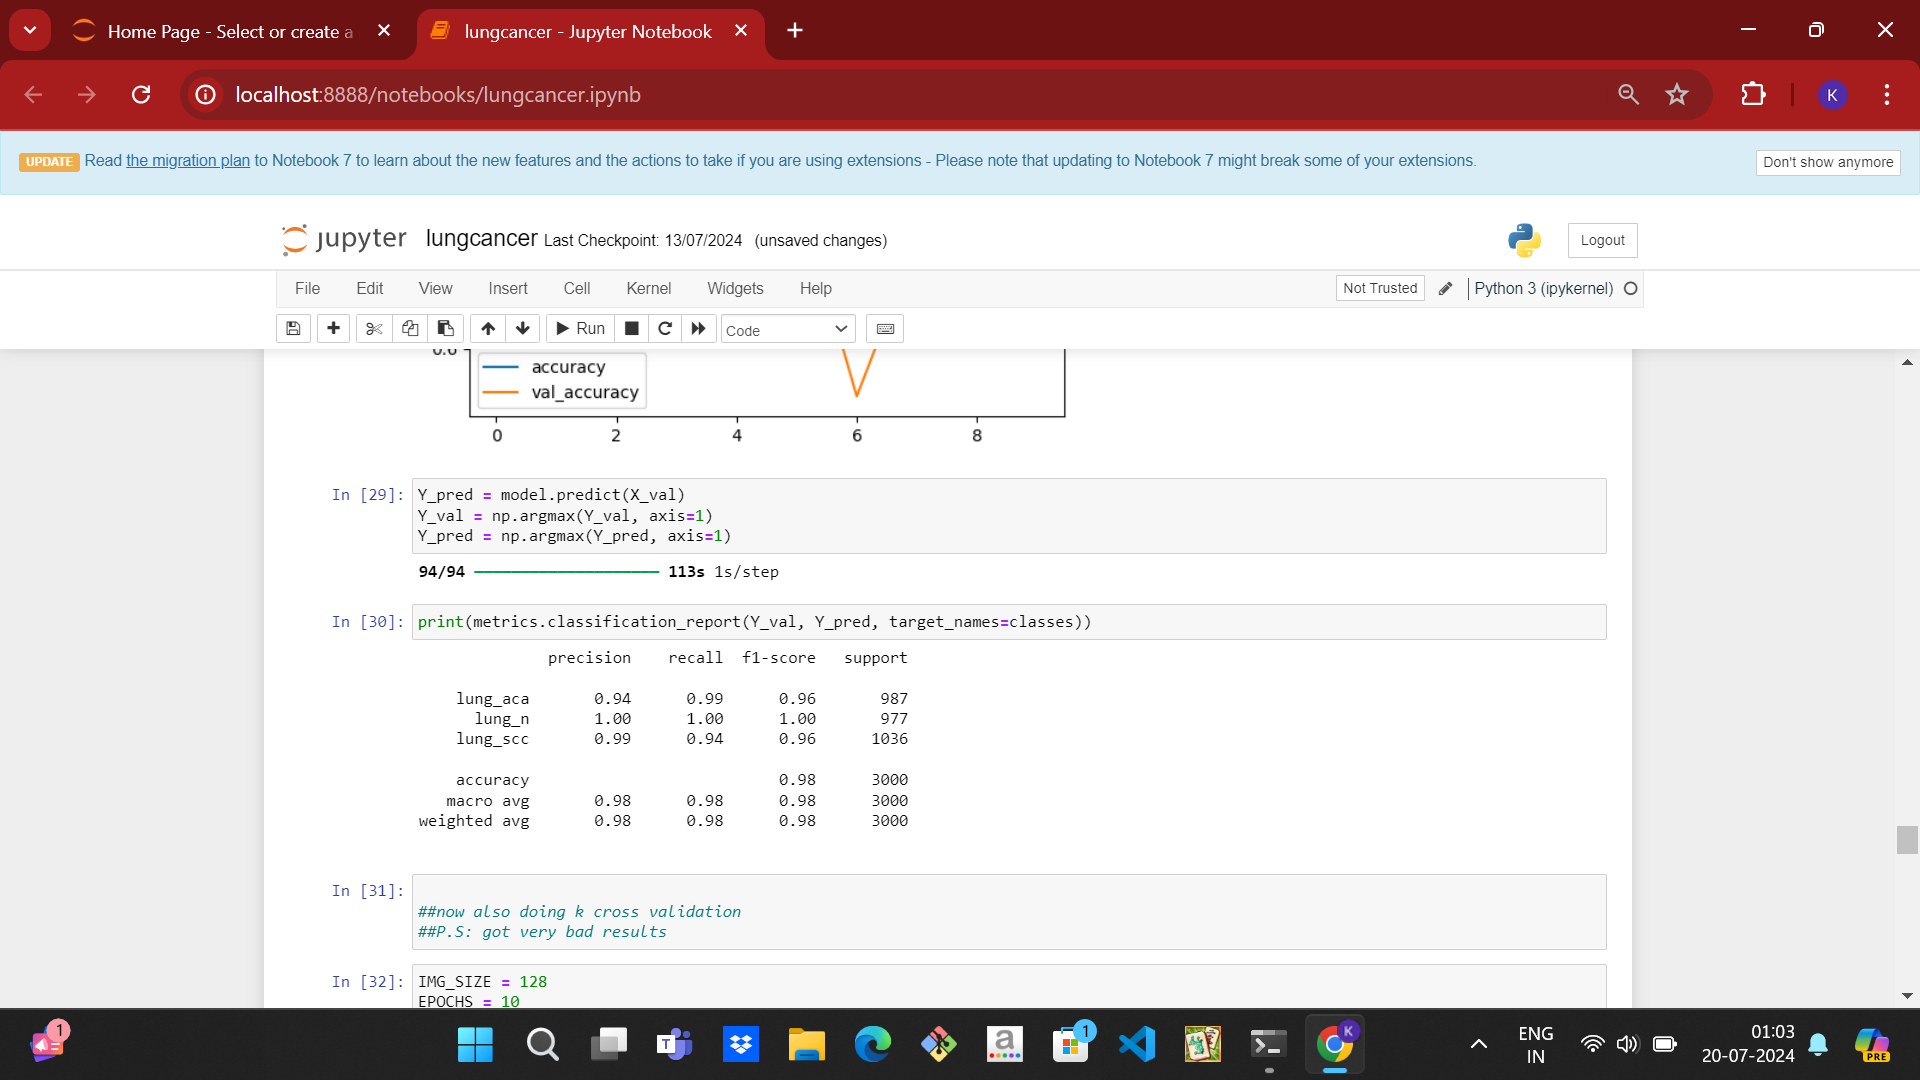 Home Page - Select or create a
lungcancer - Jupyter Notebook
localhost:8888/notebooks/lungcancer.ipynb
K
UPDATE Read the migration plan to Notebook 7 to learn about the new features and the actions to take if you are using extensions - Please note that updating to Notebook 7 might break some of your extensions.
Don't show anymore
jupyter lungcancer Last Checkpoint: 13/07/2024 (unsaved changes)
Logout
File Edit View Insert Cell Kernel Widgets Help
Not Trusted Python 3 (ipykernel)
Run Code
0.6
accuracy
val_accuracy
0 2 4 6 8
In [29]: Y_pred = model.predict(X_val)
Y_val = np.argmax(Y_val, axis=1)
Y_pred = np.argmax(Y_pred, axis=1)
94/94 113s 1s/step
In [30]: print(metrics.classification_report(Y_val, Y_pred, target_names=classes))
precision recall f1-score support
lung_aca 0.94 0.99 0.96 987
lung_n 1.00 1.00 1.00 977
lung_scc 0.99 0.94 0.96 1036
accuracy 0.98 3000
macro avg 0.98 0.98 0.98 3000
weighted avg 0.98 0.98 0.98 3000
In [31]:
##now also doing k cross validation
##P.S: got very bad results
In [32]: IMG_SIZE = 128
EPOCHS = 10
1
T
a
1
K
ENG
IN
01:03
20-07-2024
PRE